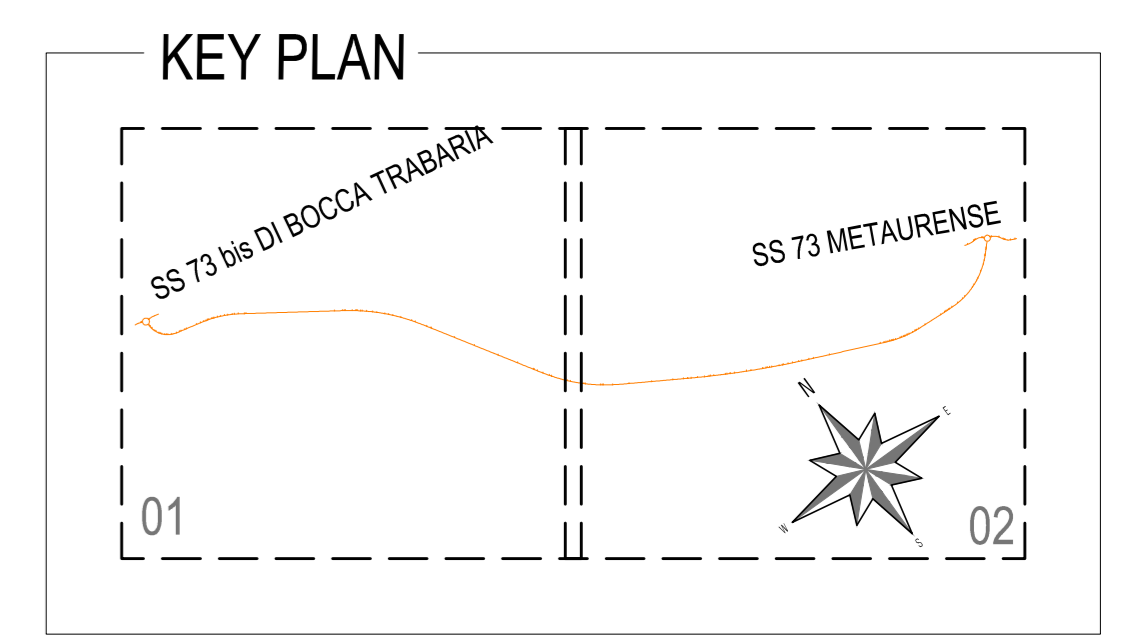 KEY PLAN
SS 73 bis DI BOCCA TRABARIA
SS 73 METAURENSE
N
E
W
S
01
02